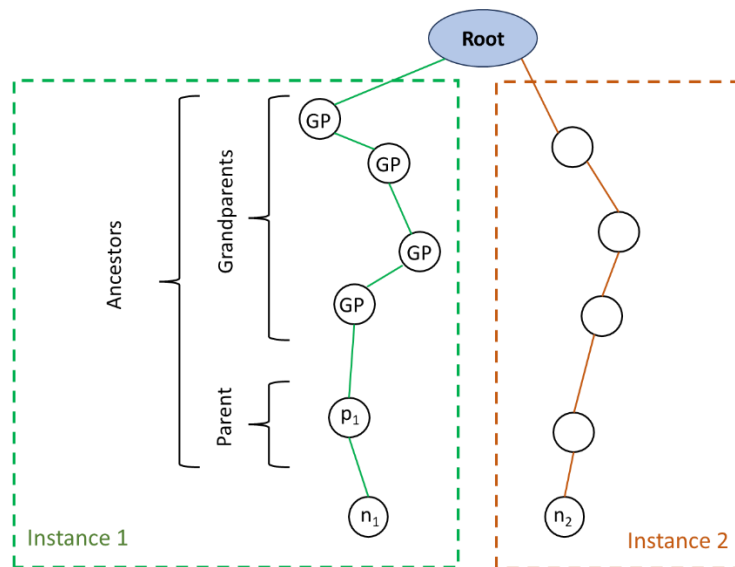 Root
GP
GP
GP
GP
Grandparents
Ancestors
Parent
p₁
n₁
n₂
Instance 1
Instance 2